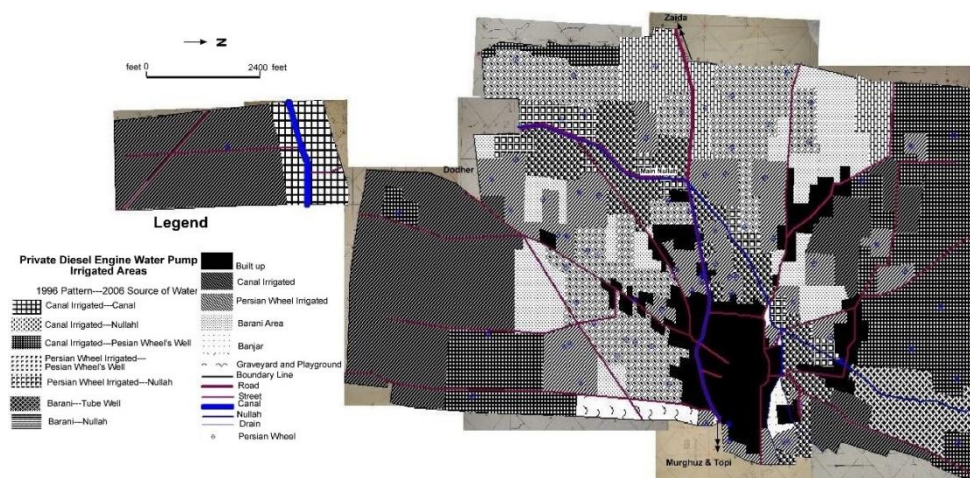 Zaida
N
0 2400
feet feet
Dodher
Main Nullah
Legend
Private Diesel Engine Water Pump
Irrigated Areas
1996 Pattern---2006 Source of Water
Canal Irrigated---Canal
Canal Irrigated---Nullahl
Canal Irrigated---Pesian Wheel's Well
Persian Wheel Irrigated---
Pesian Wheel's Well
Persian Wheel Irrigated---Nullah
Barani---Tube Well
Barani---Nullah
Built up
Canal Irrigated
Persian Wheel Irrigated
Barani Area
Banjar
Graveyard and Playground
Boundary Line
Road
Street
Canal
Nullah
Drain
Persian Wheel
Murghuz & Topi